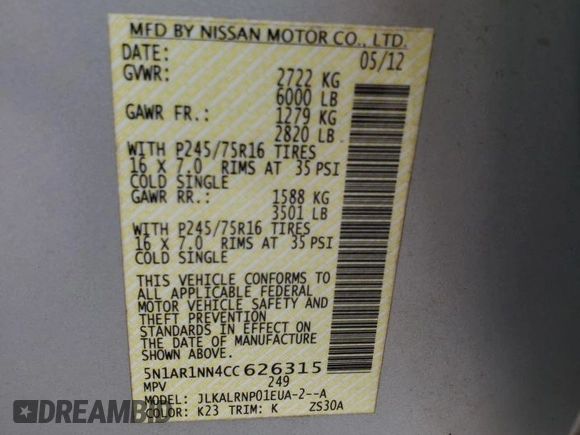 MFD BY NISSAN MOTOR CO., LTD.
DATE: 05/12
GVWR: 2722 KG
6000 LB
GAWR FR.: 1279 KG
2820 LB
WITH P245/75R16 TIRES
16 X 7.0 RIMS AT 35 PSI
COLD SINGLE
GAWR RR.: 1588 KG
3501 LB
WITH P245/75R16 TIRES
16 X 7.0 RIMS AT 35 PSI
COLD SINGLE
THIS VEHICLE CONFORMS TO
ALL APPLICABLE FEDERAL
MOTOR VEHICLE SAFETY AND
THEFT PREVENTION
STANDARDS IN EFFECT ON
THE DATE OF MANUFACTURE
SHOWN ABOVE.
5N1AR1NN4CC626315
MPV 249
MODEL: JLKALRNP01EUA-2--A
COLOR: K23 TRIM: K ZS30A
© BIDFAX
DATABASE